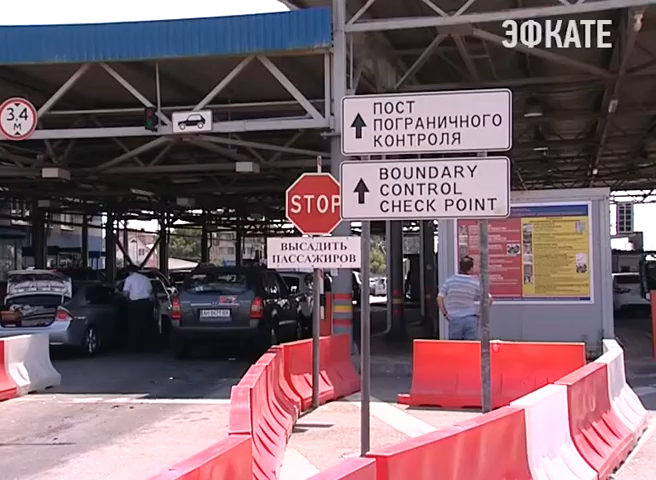 ЭФКАТЕ
3,4
М
ПОСТ
ПОГРАНИЧНОГО
КОНТРОЛЯ
BOUNDARY
CONTROL
CHECK POINT
STOP
ВЫСАДИТЬ
ПАССАЖИРОВ